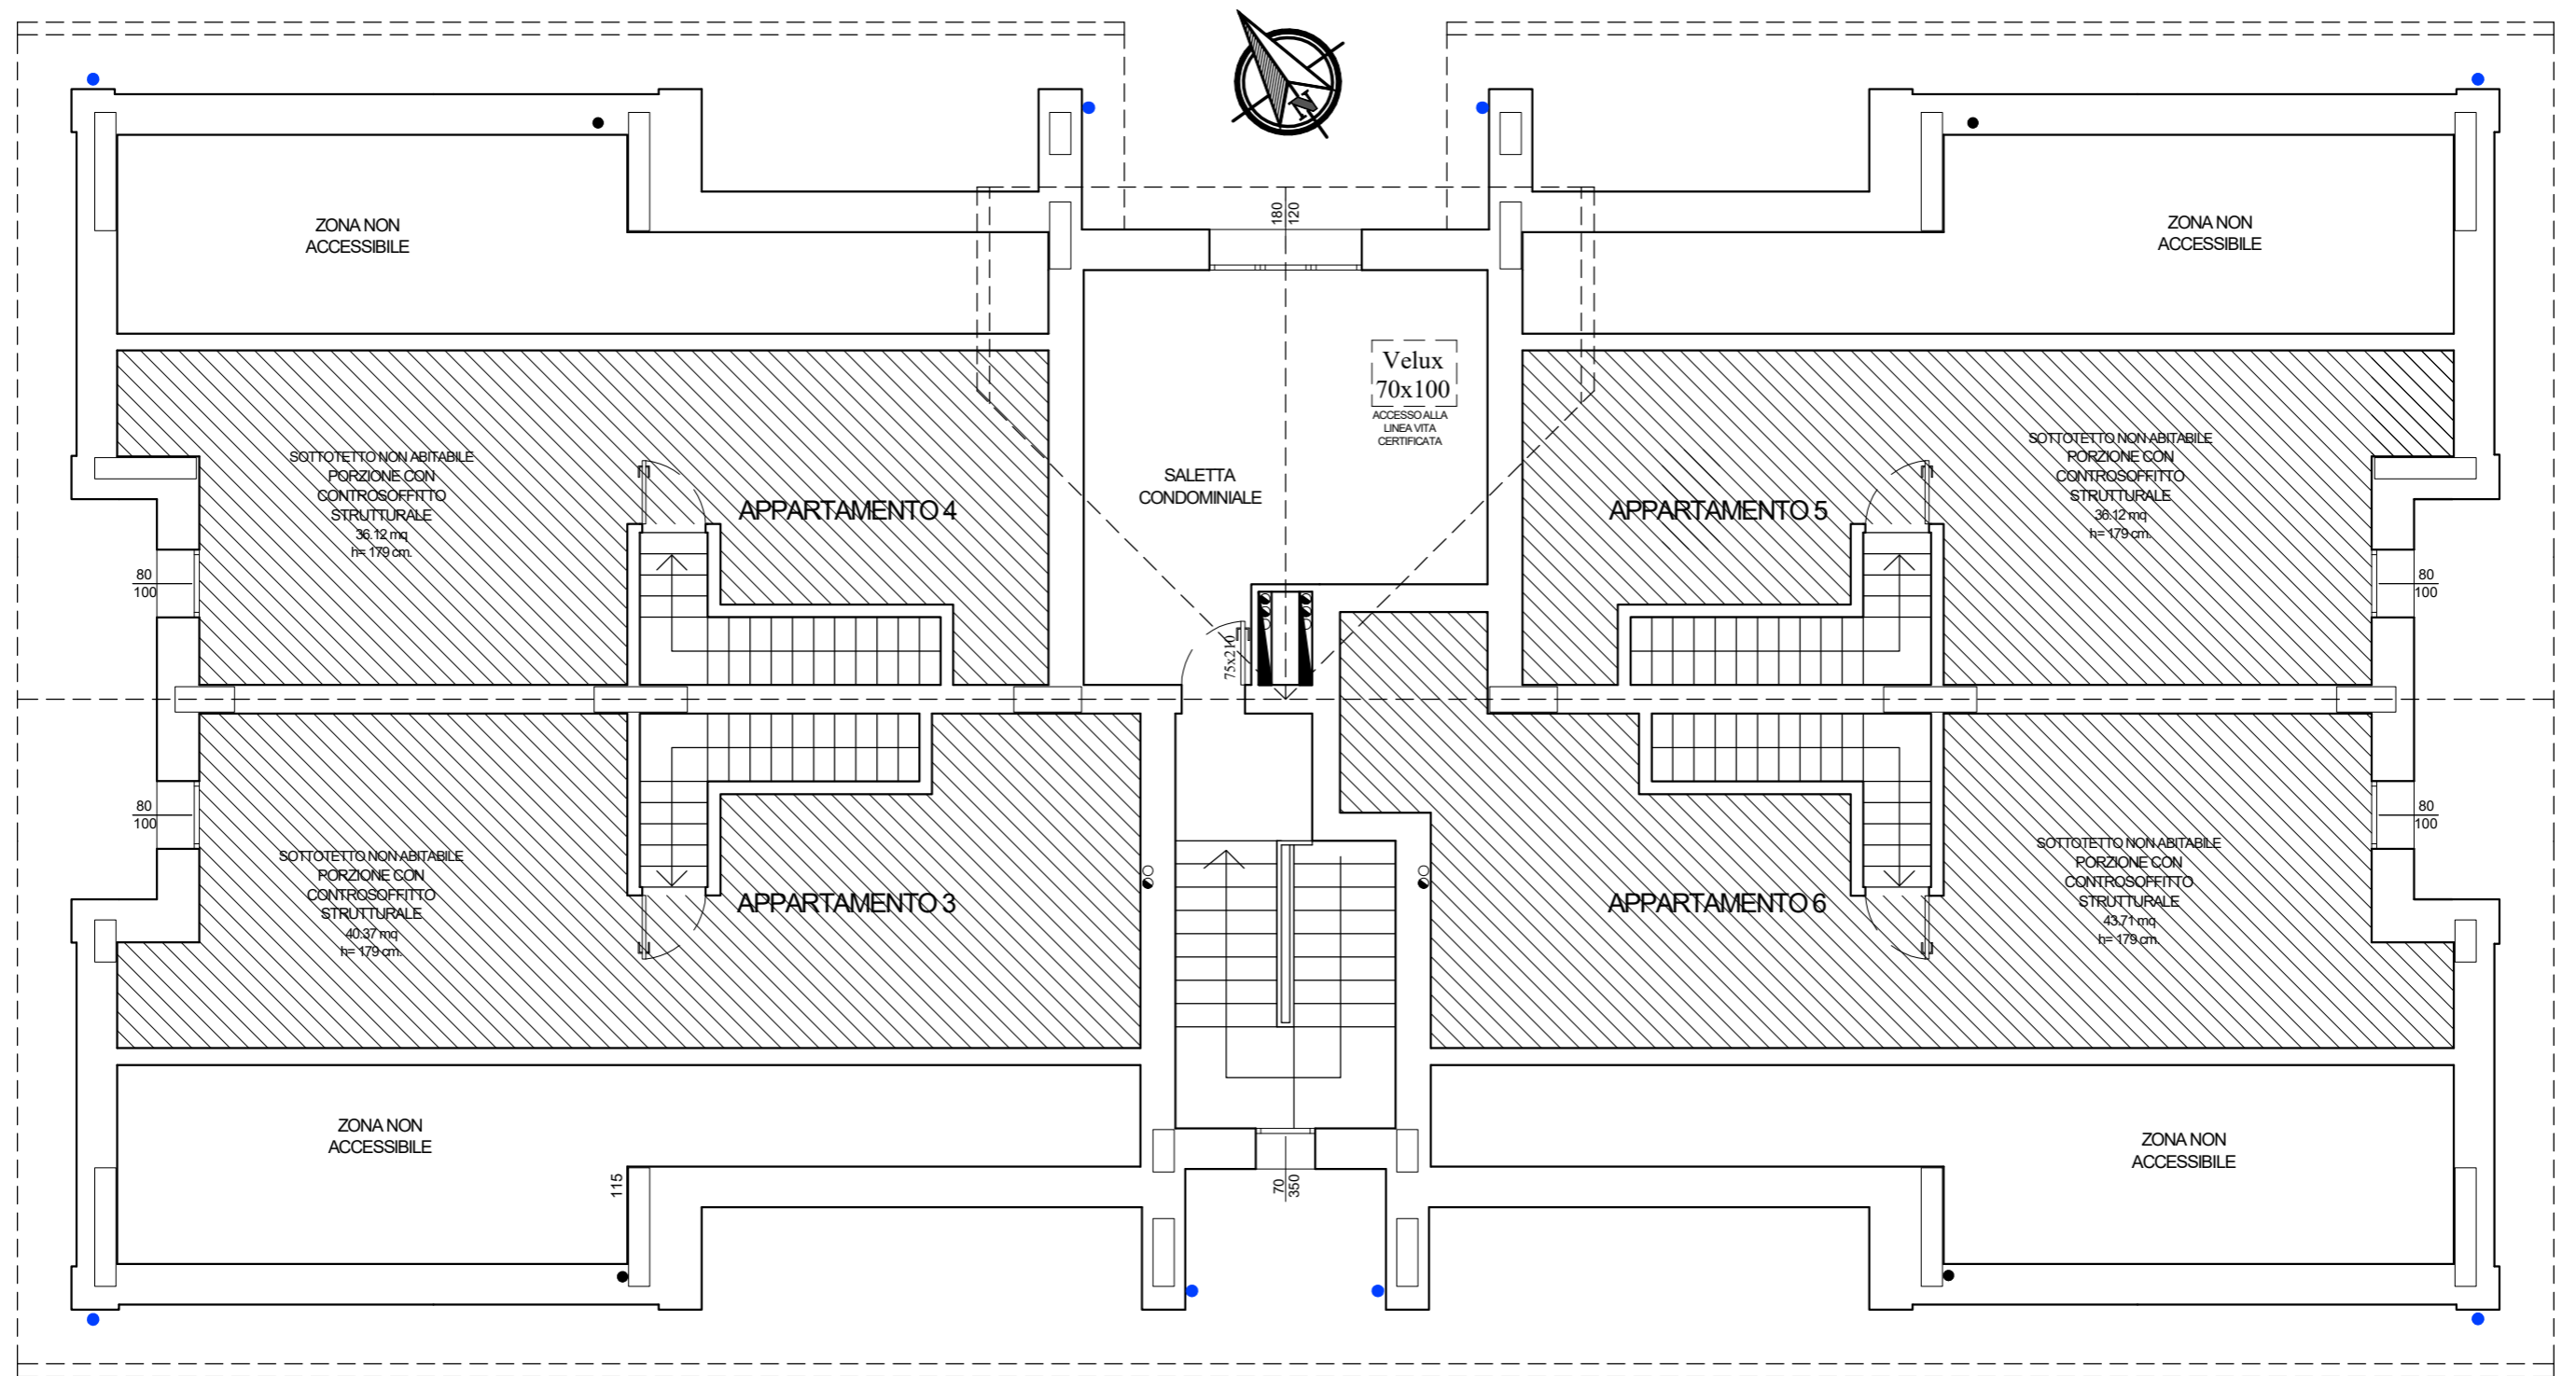 N
180
120
ZONA NON
ACCESSIBILE
ZONA NON
ACCESSIBILE
Velux
70x100
ACCESSO ALLA
LINEA VITA
CERTIFICATA
SOTTOTETTO NON ABITABILE
PORZIONE CON
CONTROSOFFITTO
STRUTTURALE
36.12 mq
h= 179 cm.
APPARTAMENTO 4
SALETTA
CONDOMINIALE
APPARTAMENTO 5
SOTTOTETTO NON ABITABILE
PORZIONE CON
CONTROSOFFITTO
STRUTTURALE
36.12 mq
h= 179 cm.
80
100
75x210
80
100
80
100
80
100
SOTTOTETTO NON ABITABILE
PORZIONE CON
CONTROSOFFITTO
STRUTTURALE
40.37 mq
h= 179 cm.
APPARTAMENTO 3
APPARTAMENTO 6
SOTTOTETTO NON ABITABILE
PORZIONE CON
CONTROSOFFITTO
STRUTTURALE
43.71 mq
h= 179 cm.
ZONA NON
ACCESSIBILE
ZONA NON
ACCESSIBILE
115
70
350